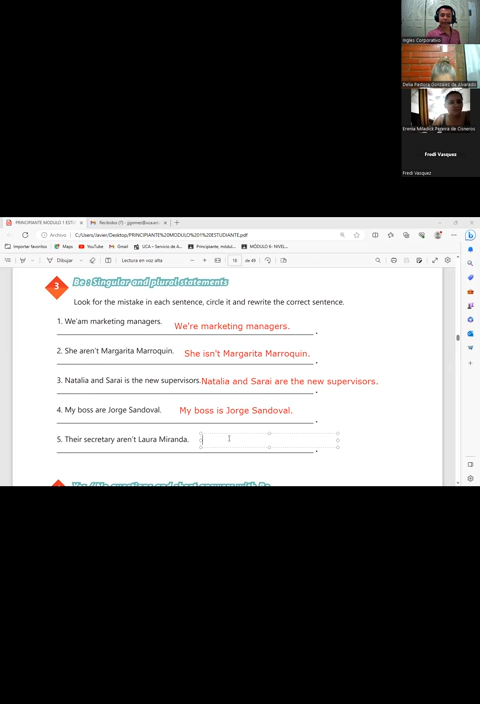 Ingles Corporativo
Delia Pastora Gonzales de Alvarado
Erenia Miladick Pereira de Cisneros
Fredi Vasquez
Fredi Vasquez
PRINCIPIANTE MODULO 1 ESTU
C:/Users/Javier/Desktop/PRINCIPIANTE%20MODULO%201%20ESTUDIANTE.pdf
Archivo
Importar favoritos
Maps
YouTube
Gmail
UCA – Servicio de A...
Principiante, módul...
MÓDULO 6- NIVEL...
Dibujar
Lectura en voz alta
18
de 49
3
Be: Singular and plural statements
Look for the mistake in each sentence, circle it and rewrite the correct sentence.
1. We'am marketing managers. We're marketing managers.
2. She aren't Margarita Marroquin. She isn't Margarita Marroquin.
3. Natalia and Sarai is the new supervisors. Natalia and Sarai are the new supervisors.
4. My boss are Jorge Sandoval. My boss is Jorge Sandoval.
5. Their secretary aren't Laura Miranda.